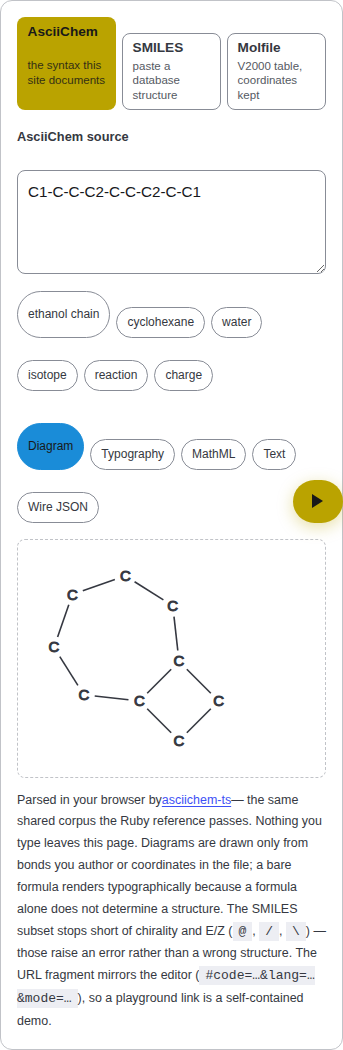 AsciiChem
the syntax this
site documents
SMILES
paste a
database
structure
Molfile
V2000 table,
coordinates
kept
AsciiChem source
C1-C-C-C2-C-C-C2-C-C1
ethanol chain
cyclohexane
water
isotope
reaction
charge
Diagram
Typography
MathML
Text
Wire JSON
C
C
C
C
C
C
C
C
C
Parsed in your browser byasciichem-ts— the same
shared corpus the Ruby reference passes. Nothing you
type leaves this page. Diagrams are drawn only from
bonds you author or coordinates in the file; a bare
formula renders typographically because a formula
alone does not determine a structure. The SMILES
subset stops short of chirality and E/Z ( @ , / , \ ) —
those raise an error rather than a wrong structure. The
URL fragment mirrors the editor ( #code=…&lang=…
&mode=… ), so a playground link is a self-contained
demo.